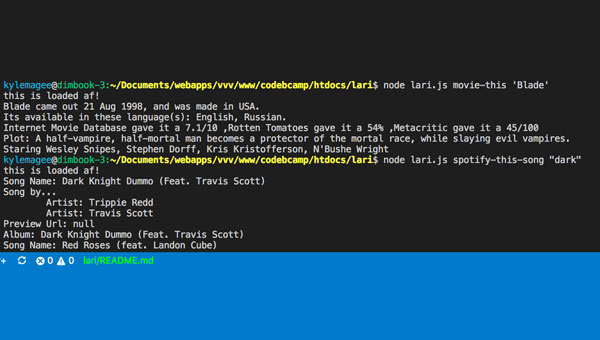 kylemagee@dimbook-3:~/Documents/webapps/vvv/www/codebcamp/htdocs/lari$ node lari.js movie-this 'Blade'
this is loaded af!
Blade came out 21 Aug 1998, and was made in USA.
Its available in these language(s): English, Russian.
Internet Movie Database gave it a 7.1/10 ,Rotten Tomatoes gave it a 54% ,Metacritic gave it a 45/100
Plot: A half-vampire, half-mortal man becomes a protector of the mortal race, while slaying evil vampires.
Staring Wesley Snipes, Stephen Dorff, Kris Kristofferson, N'Bushe Wright
kylemagee@dimbook-3:~/Documents/webapps/vvv/www/codebcamp/htdocs/lari$ node lari.js spotify-this-song "dark"
this is loaded af!
Song Name: Dark Knight Dummo (Feat. Travis Scott)
Song by...
Artist: Trippie Redd
Artist: Travis Scott
Preview Url: null
Album: Dark Knight Dummo (Feat. Travis Scott)
Song Name: Red Roses (feat. Landon Cube)
+ 0 0 lari/README.md